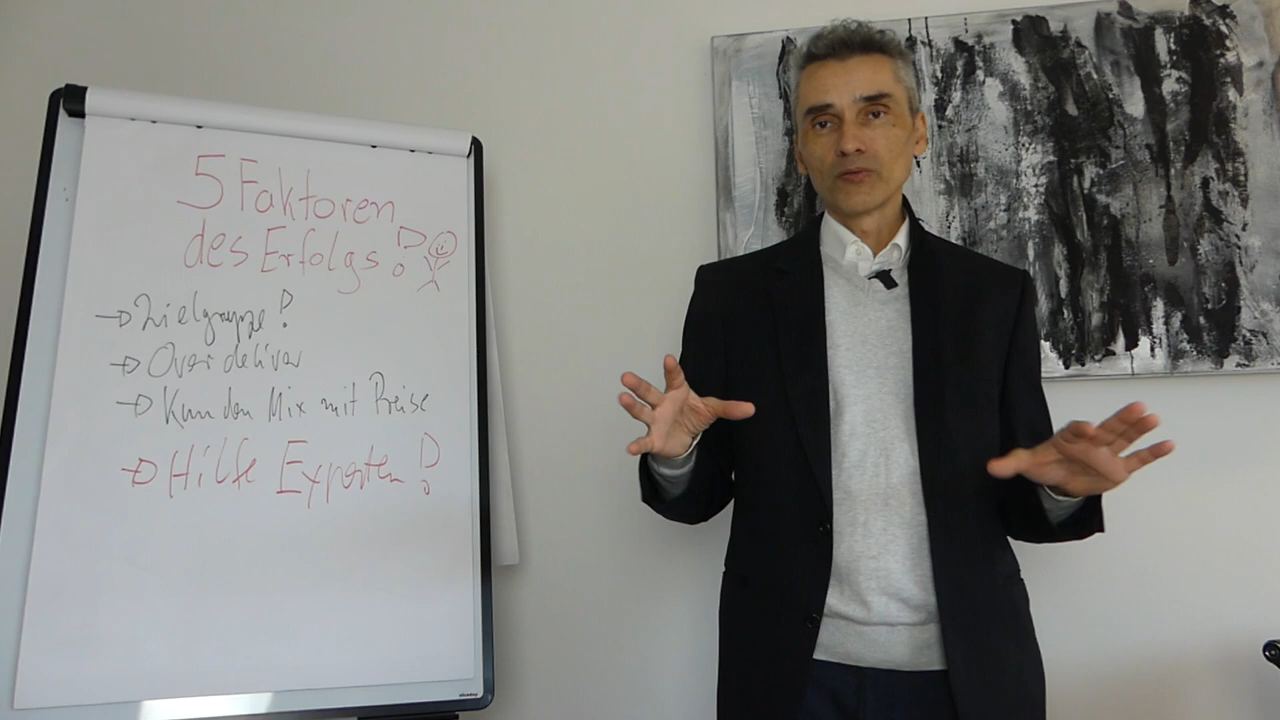 5 Faktoren
des Erfolgs!
→ Zielgruppe!
→ Over deliver
→ Kunden Mix mit Preise
→ Hilfe Experten!